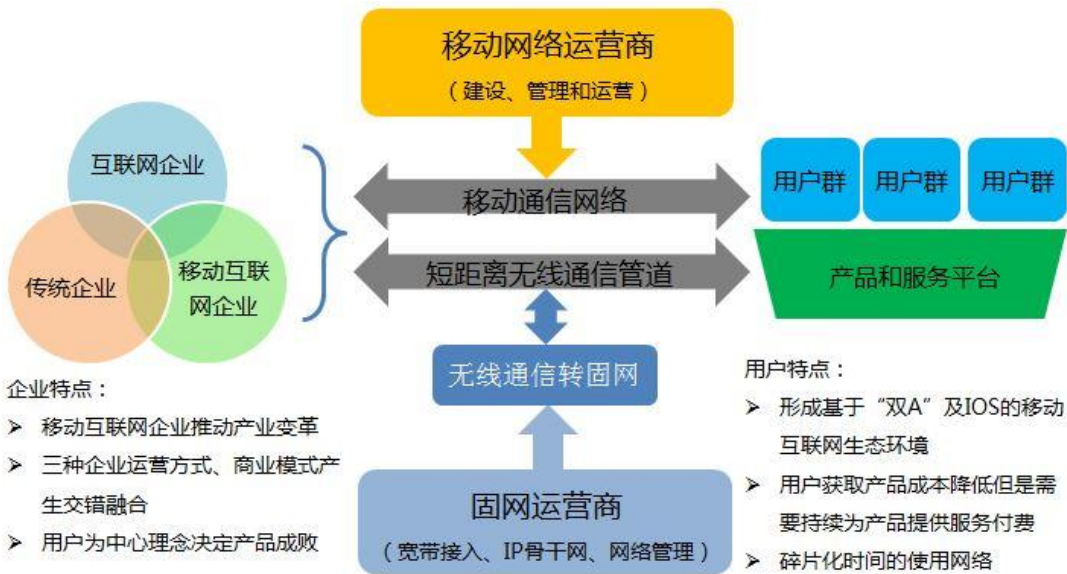 移动网络运营商
（建设、管理和运营）
互联网企业
传统企业
移动互联
网企业
移动通信网络
短距离无线通信管道
用户群
用户群
用户群
产品和服务平台
无线通信转固网
固网运营商
（宽带接入、IP骨干网、网络管理）
企业特点：
➢ 移动互联网企业推动产业变革
➢ 三种企业运营方式、商业模式产
生交错融合
➢ 用户为中心理念决定产品成败
用户特点：
➢ 形成基于“双A”及IOS的移动
互联网生态环境
➢ 用户获取产品成本降低但是需
要持续为产品提供服务付费
➢ 碎片化时间的使用网络